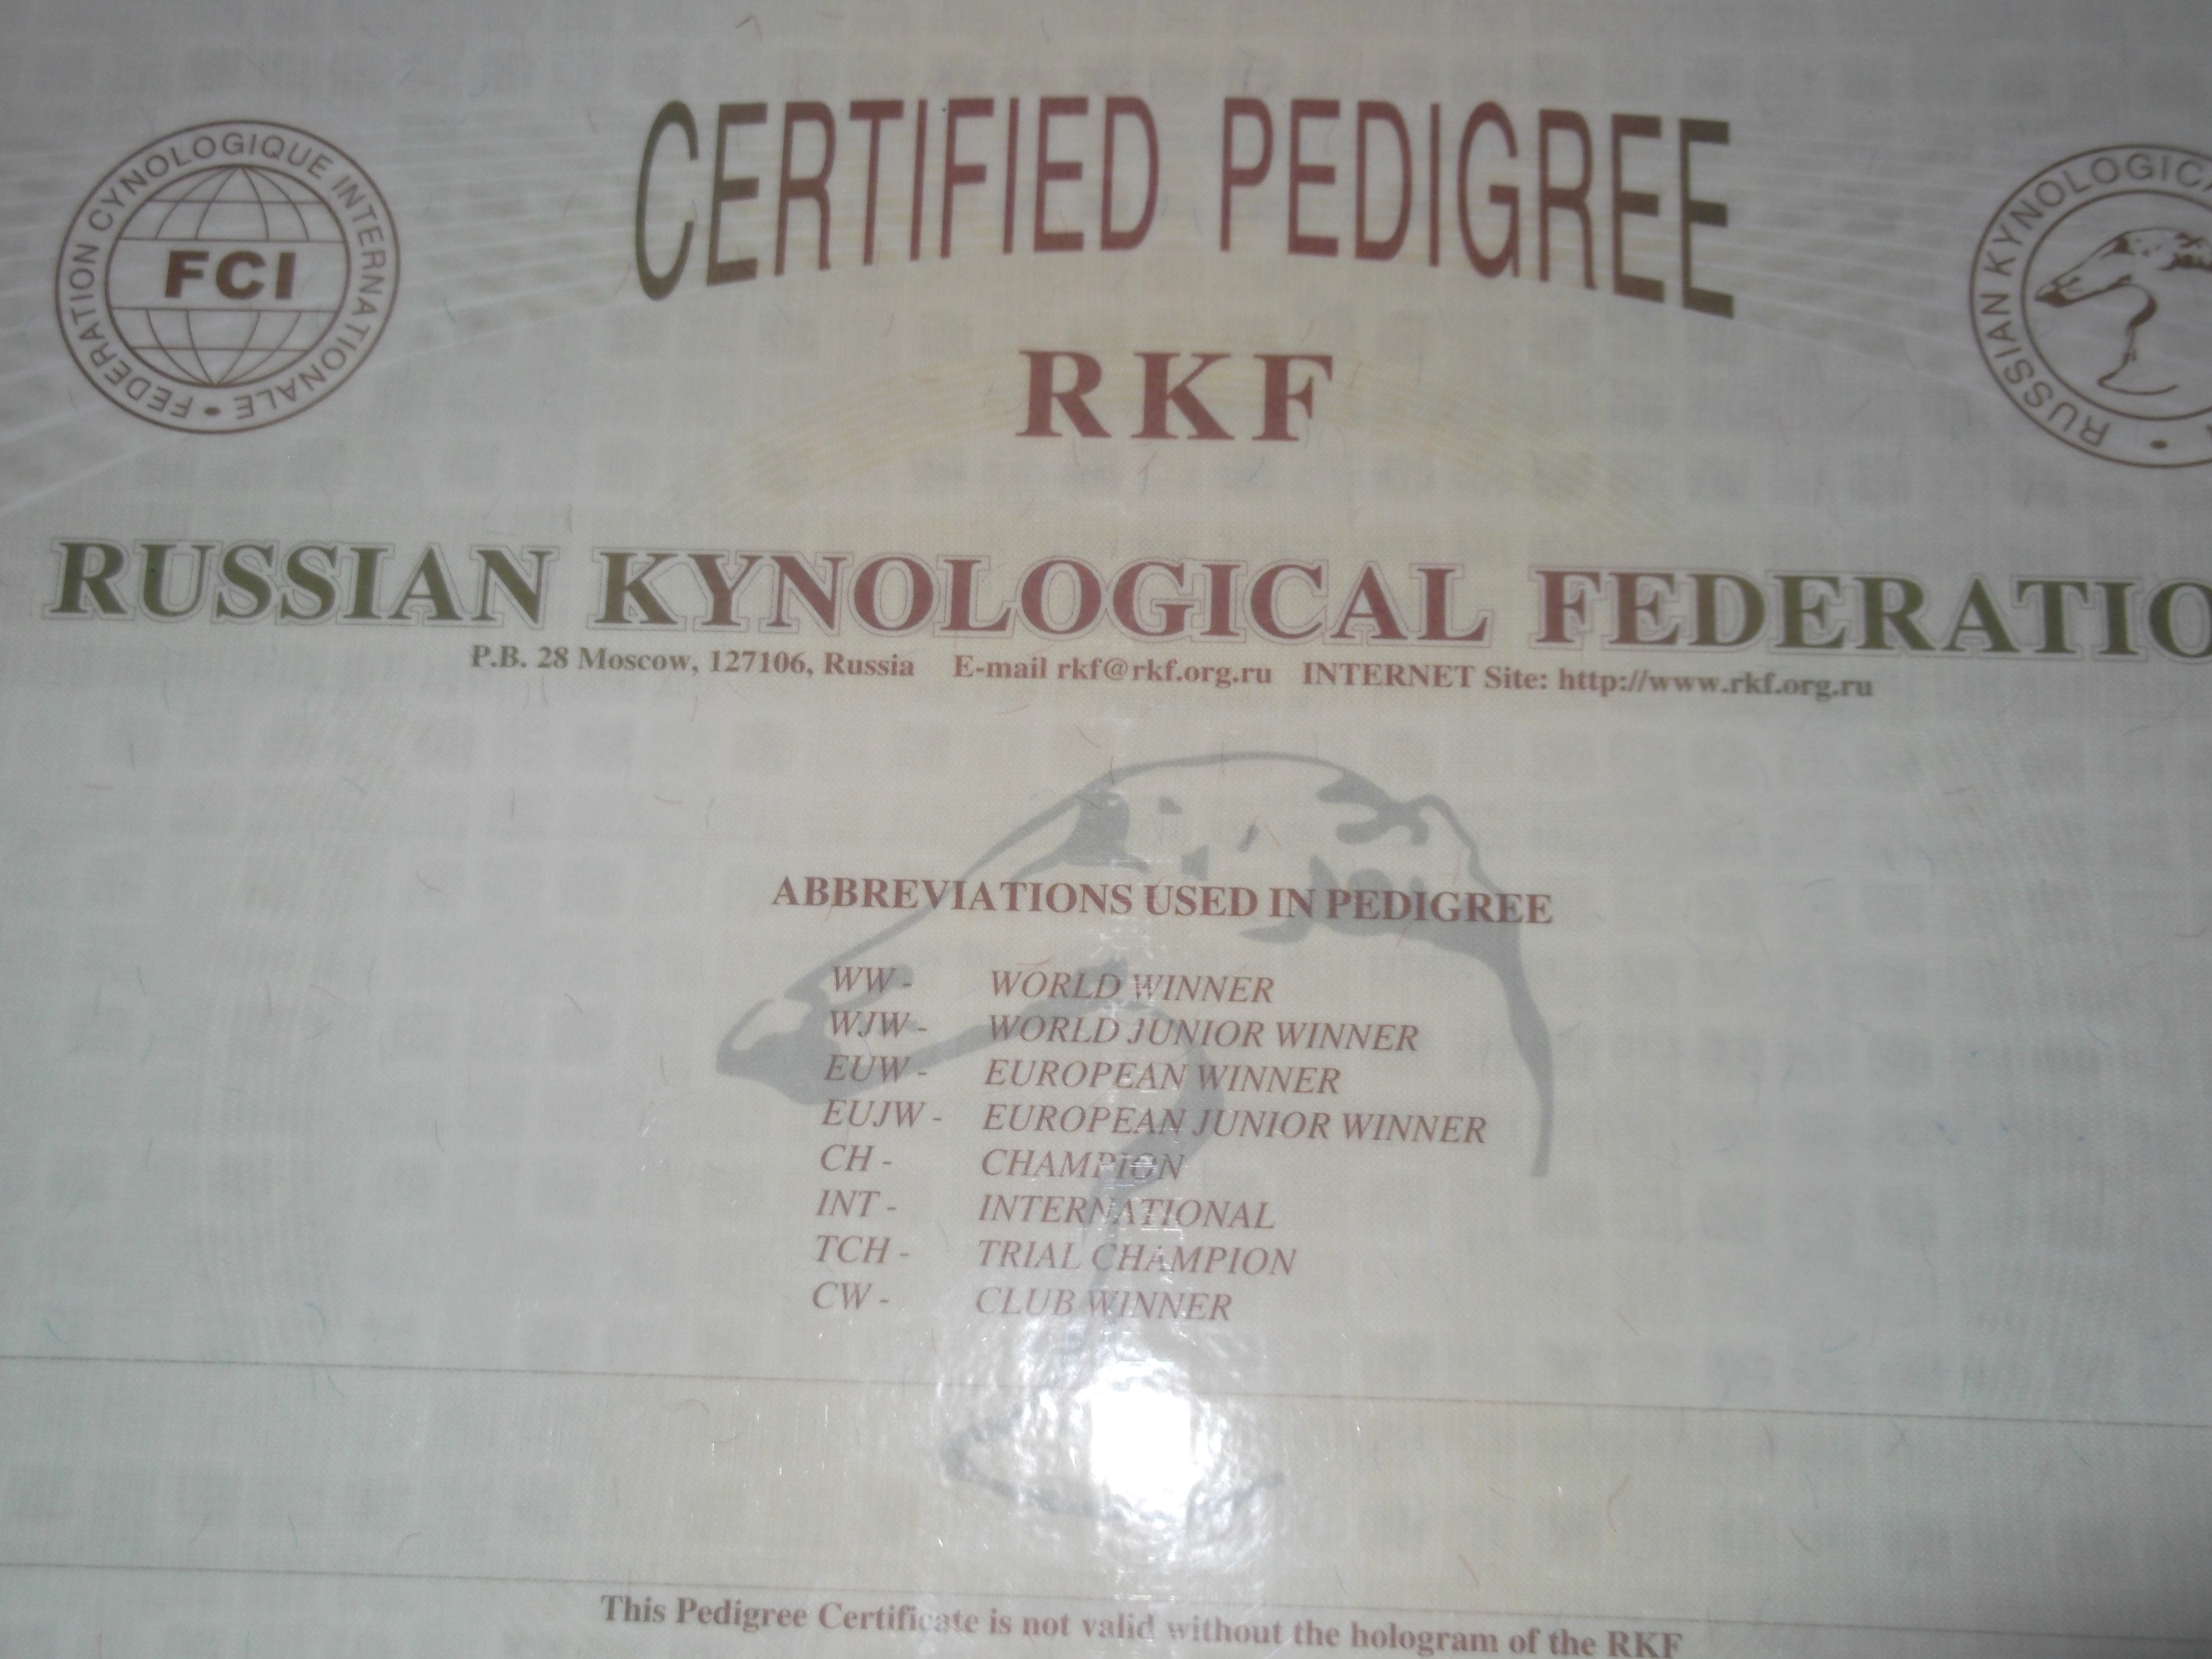 CERTIFIED PEDIGREE
FEDERATION CYNOLOGIQUE INTERNATIONALE •
FCI
RUSSIAN KYNOLOGICA
RKF
RUSSIAN KYNOLOGICAL FEDERATIO
P.B. 28 Moscow, 127106, Russia E-mail rkf@rkf.org.ru INTERNET Site: http://www.rkf.org.ru
ABBREVIATIONS USED IN PEDIGREE
WW - WORLD WINNER
WJW - WORLD JUNIOR WINNER
EUW - EUROPEAN WINNER
EUJW - EUROPEAN JUNIOR WINNER
CH - CHAMPION
INT - INTERNATIONAL
TCH - TRIAL CHAMPION
CW - CLUB WINNER
This Pedigree Certificate is not valid without the hologram of the RKF